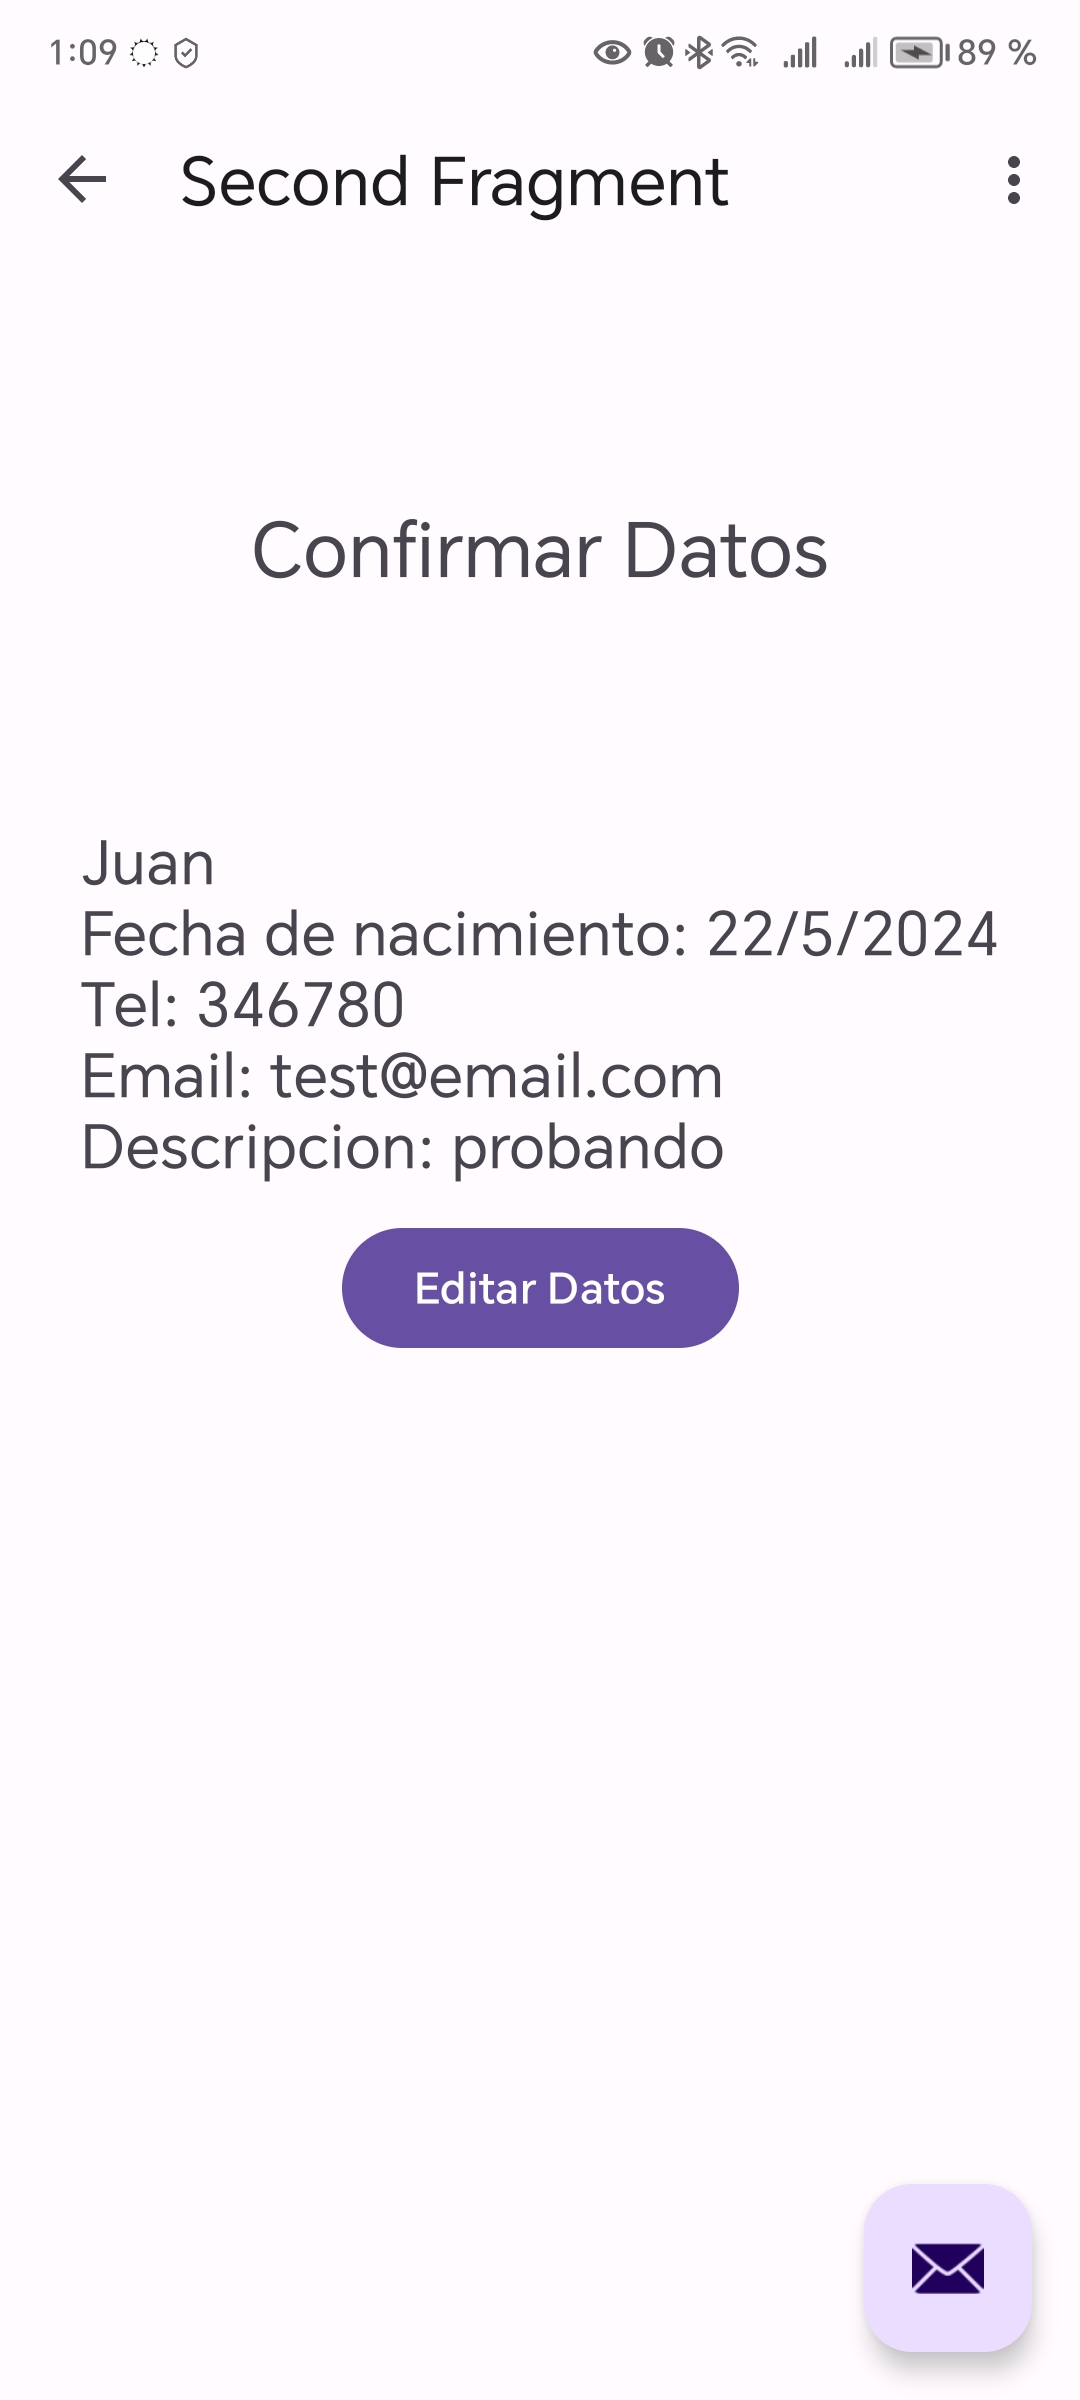 1:09
89 %
Second Fragment
Confirmar Datos
Juan
Fecha de nacimiento: 22/5/2024
Tel: 346780
Email: test@email.com
Descripcion: probando
Editar Datos